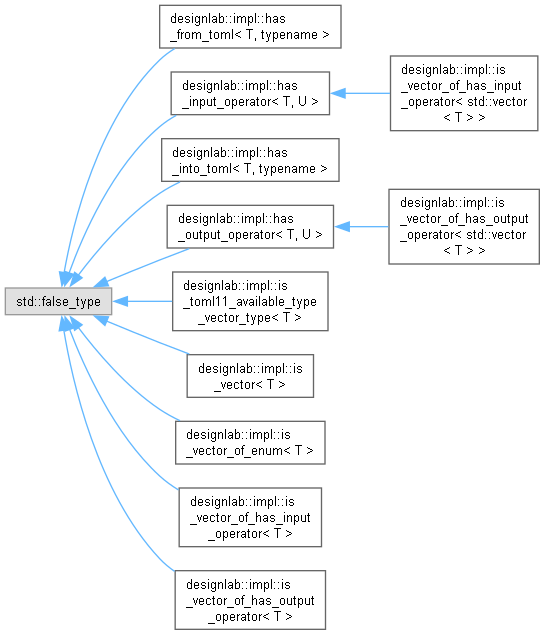 designlab::impl::has
_from_toml< T, typename >
designlab::impl::has
_input_operator< T, U >
designlab::impl::is
_vector_of_has_input
_operator< std::vector
< T > >
designlab::impl::has
_into_toml< T, typename >
designlab::impl::has
_output_operator< T, U >
designlab::impl::is
_vector_of_has_output
_operator< std::vector
< T > >
std::false_type
designlab::impl::is
_toml11_available_type
_vector_type< T >
designlab::impl::is
_vector< T >
designlab::impl::is
_vector_of_enum< T >
designlab::impl::is
_vector_of_has_input
_operator< T >
designlab::impl::is
_vector_of_has_output
_operator< T >